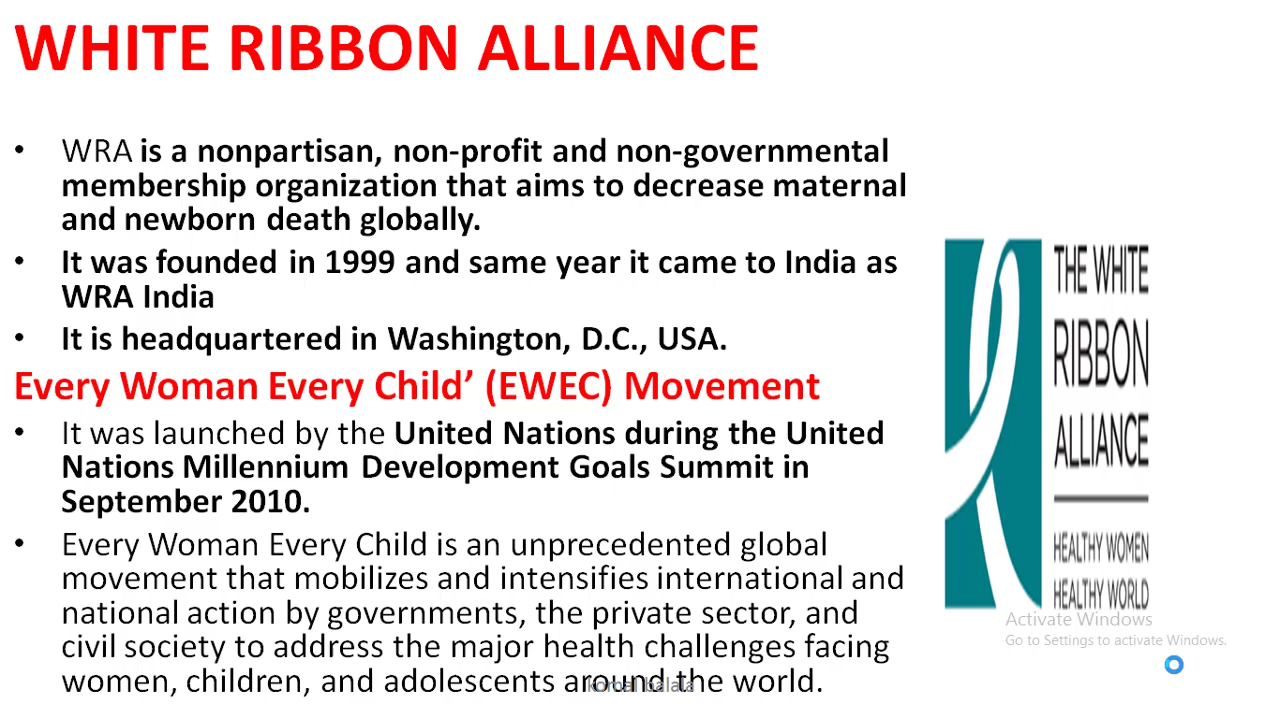 WHITE RIBBON ALLIANCE
• WRA is a nonpartisan, non-profit and non-governmental
membership organization that aims to decrease maternal
and newborn death globally.
• It was founded in 1999 and same year it came to India as
WRA India
• It is headquartered in Washington, D.C., USA.
Every Woman Every Child’ (EWEC) Movement
• It was launched by the United Nations during the United
Nations Millennium Development Goals Summit in
September 2010.
• Every Woman Every Child is an unprecedented global
movement that mobilizes and intensifies international and
national action by governments, the private sector, and
civil society to address the major health challenges facing
women, children, and adolescents around the world.
komal balala
THE WHITE
RIBBON
ALLIANCE
HEALTHY WOMEN
HEALTHY WORLD
Activate Windows
Go to Settings to activate Windows.